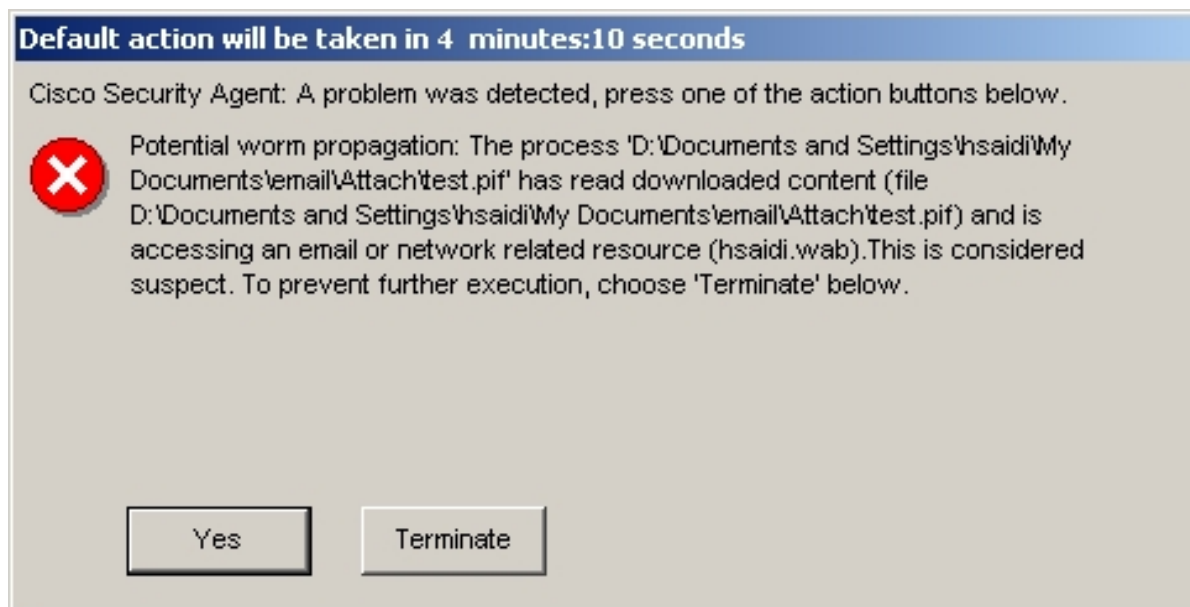 Default action will be taken in 4 minutes:10 seconds
Cisco Security Agent: A problem was detected, press one of the action buttons below.
Potential worm propagation: The process 'D:\Documents and Settings\hsaidi\My
Documents\email\Attach\test.pif' has read downloaded content (file
D:\Documents and Settings\hsaidi\My Documents\email\Attach\test.pif) and is
accessing an email or network related resource (hsaidi.wab).This is considered
suspect. To prevent further execution, choose 'Terminate' below.
Yes
Terminate